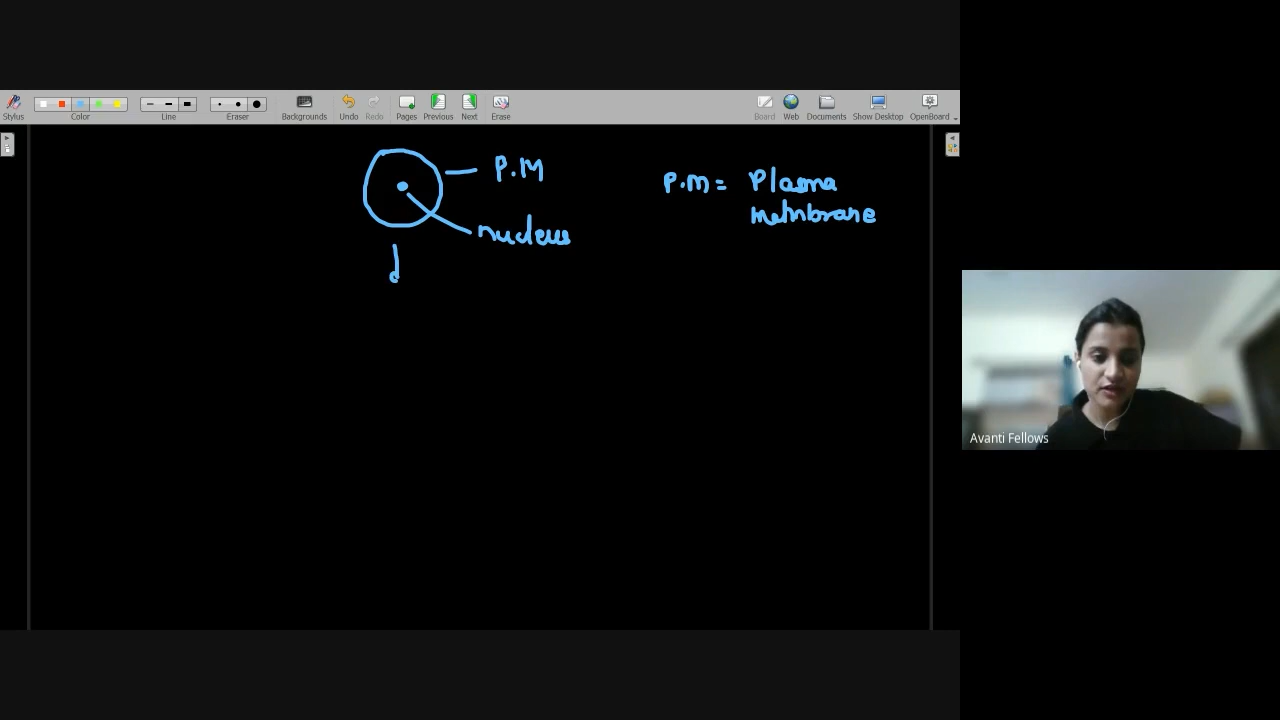 Stylus
Color
Line
Eraser
Backgrounds
Undo
Redo
Pages
Previous
Next
Erase
Board
Web
Documents
Show Desktop
OpenBoard
P.M
nucleus
P.M = Plasma
membrane
Avanti Fellows